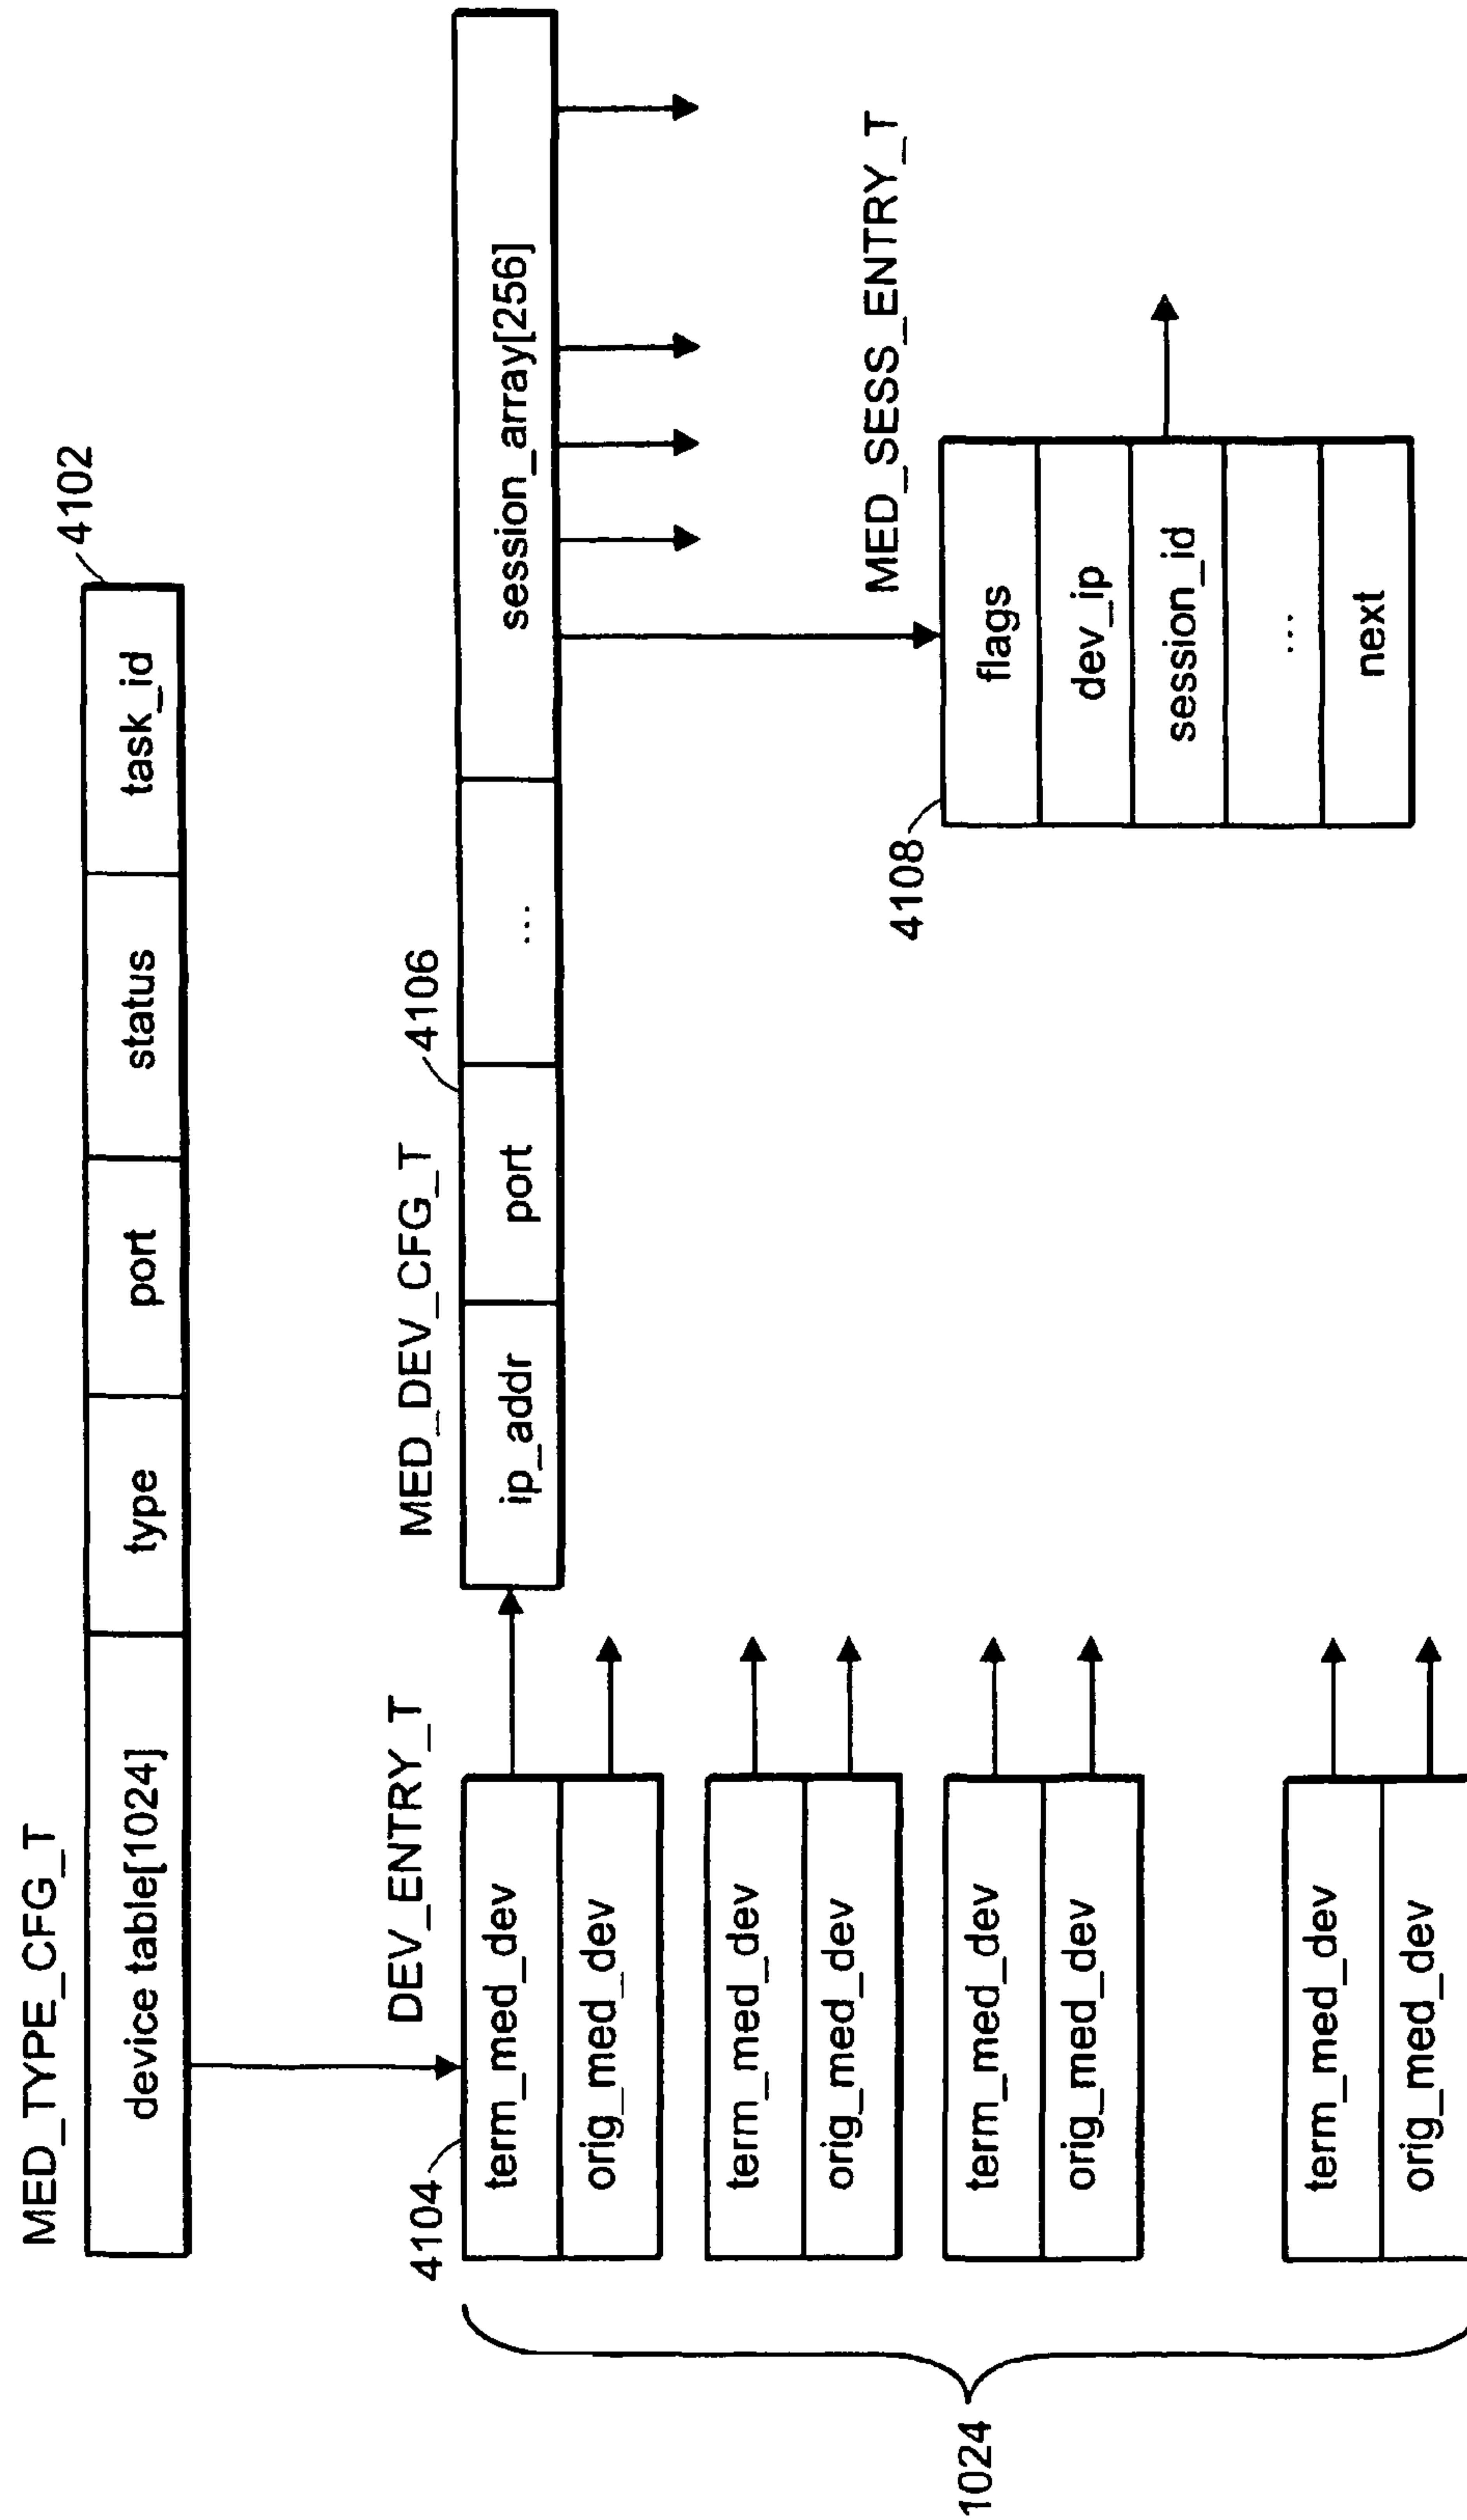 MED_TYPE_CFG_T
4102
device table[1024]
type
port
status
task_id
DEV_ENTRY_T
MED_DEV_CFG_T
4106
4104
term_med_dev
orig_med_dev
ip_addr
port
...
session_array[256]
term_med_dev
orig_med_dev
MED_SESS_ENTRY_T
4108
flags
dev_ip
session_id
...
next
term_med_dev
orig_med_dev
term_med_dev
orig_med_dev
1024